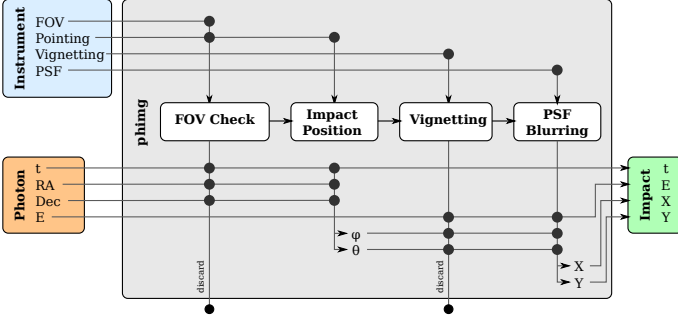 Instrument
FOV
Pointing
Vignetting
PSF
phimg
FOV Check
Impact
Position
Vignetting
PSF
Blurring
Photon
t
RA
Dec
E
φ
θ
X
Y
discard
discard
Impact
t
E
X
Y